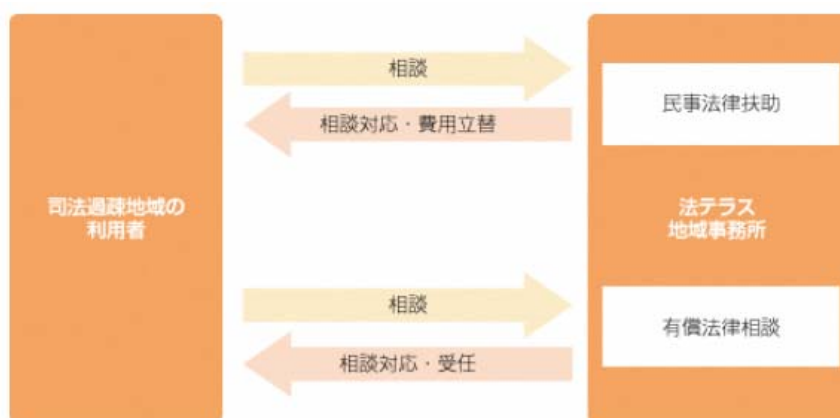 相談
民事法律扶助
相談対応・費用立替
司法過疎地域の
利用者
法テラス
地域事務所
相談
有償法律相談
相談対応・受任